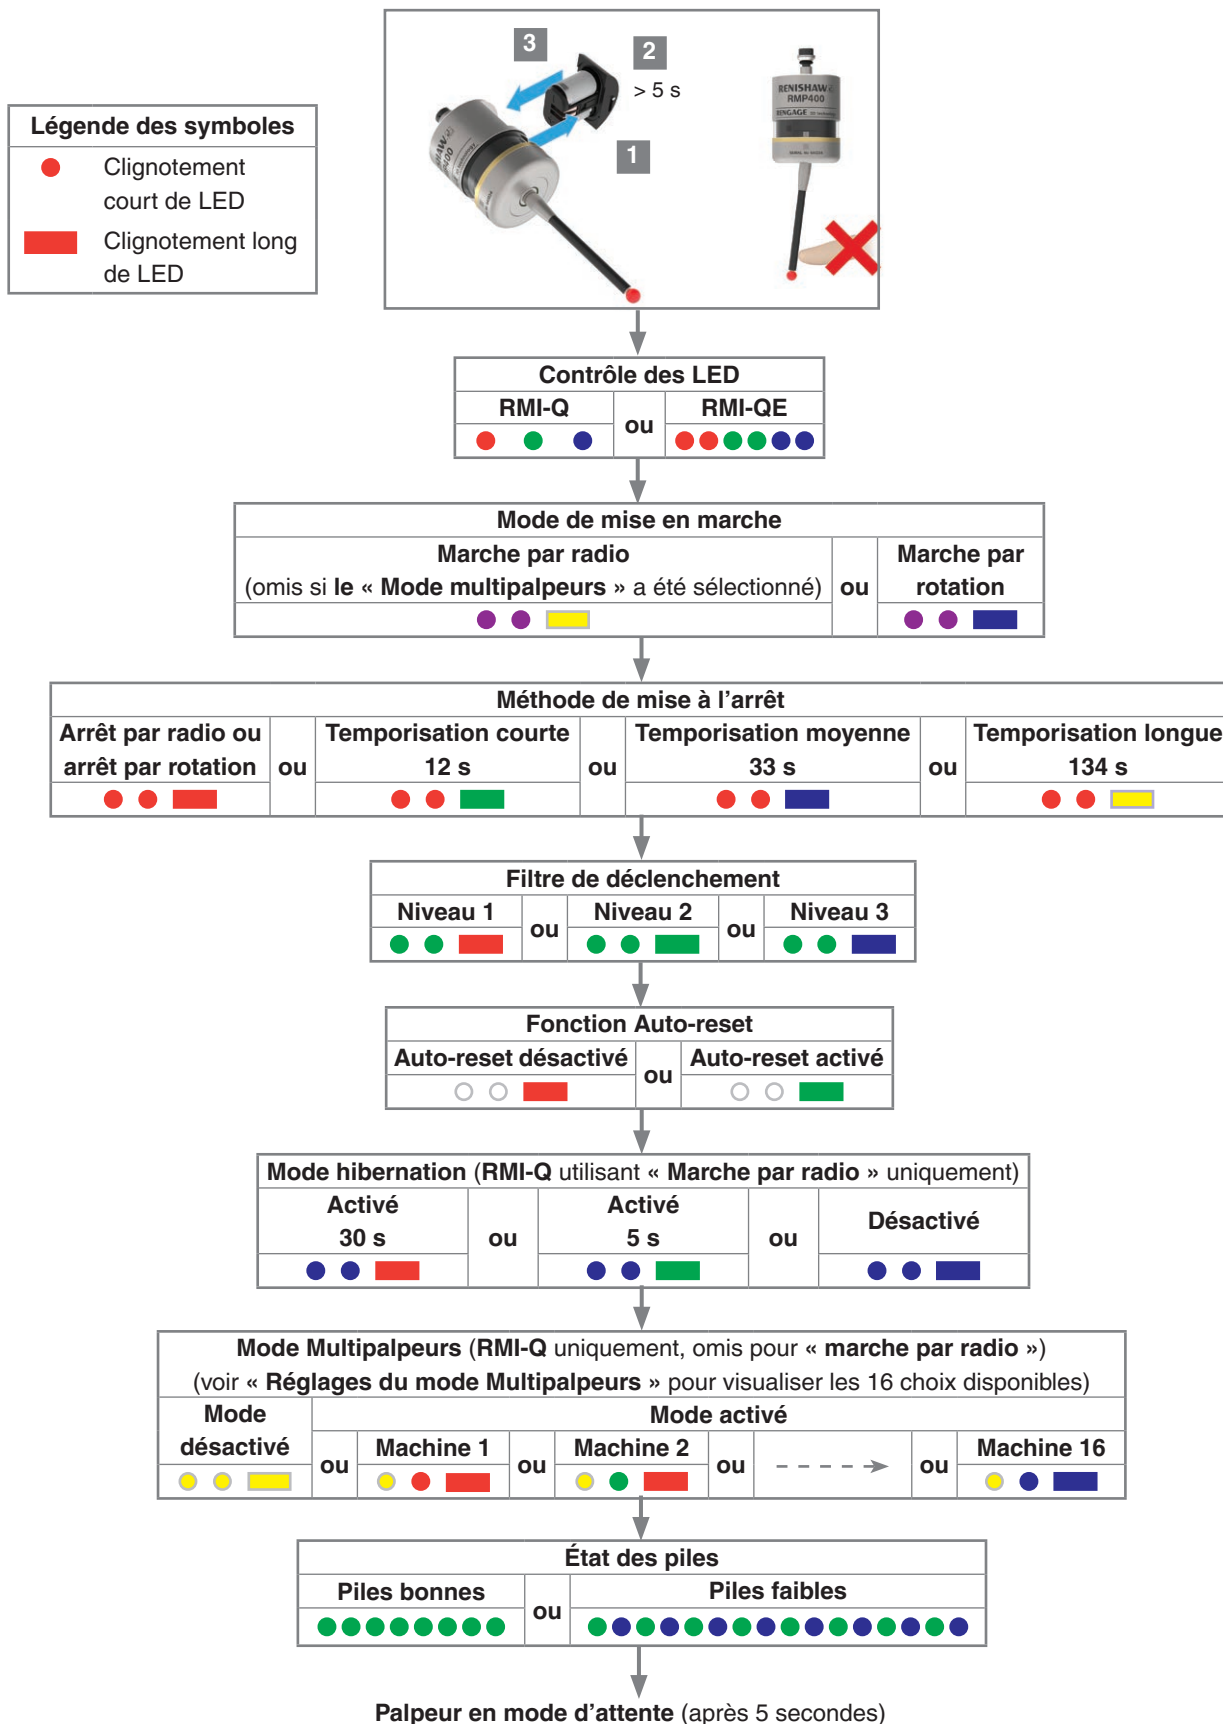 3
2
> 5 s
1
RENISHAW
RMP400
RENGAGE
RENISHAW
Légende des symboles
Clignotement
court de LED
Clignotement long
de LED
Contrôle des LED
RMI-Q
ou
RMI-QE
Mode de mise en marche
Marche par radio
(omis si le « Mode multipalpeurs » a été sélectionné)
ou
Marche par
rotation
Méthode de mise à l'arrêt
Arrêt par radio ou
arrêt par rotation
ou
Temporisation courte
12 s
ou
Temporisation moyenne
33 s
ou
Temporisation longue
134 s
Filtre de déclenchement
Niveau 1
ou
Niveau 2
ou
Niveau 3
Fonction Auto-reset
Auto-reset désactivé
ou
Auto-reset activé
Mode hibernation (RMI-Q utilisant « Marche par radio » uniquement)
Activé
30 s
ou
Activé
5 s
ou
Désactivé
Mode Multipalpeurs (RMI-Q uniquement, omis pour « marche par radio »)
(voir « Réglages du mode Multipalpeurs » pour visualiser les 16 choix disponibles)
Mode
désactivé
Mode activé
ou
Machine 1
ou
Machine 2
ou
ou
Machine 16
État des piles
Piles bonnes
ou
Piles faibles
Palpeur en mode d'attente (après 5 secondes)